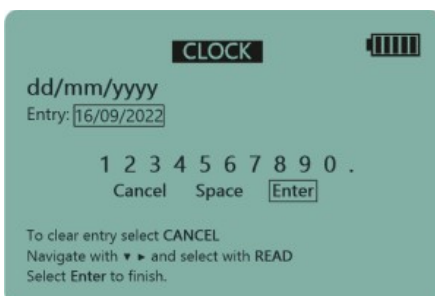 CLOCK
dd/mm/yyyy
Entry: 16/09/2022
1 2 3 4 5 6 7 8 9 0 .
Cancel Space Enter
To clear entry select CANCEL
Navigate with ▾ ▸ and select with READ
Select Enter to finish.